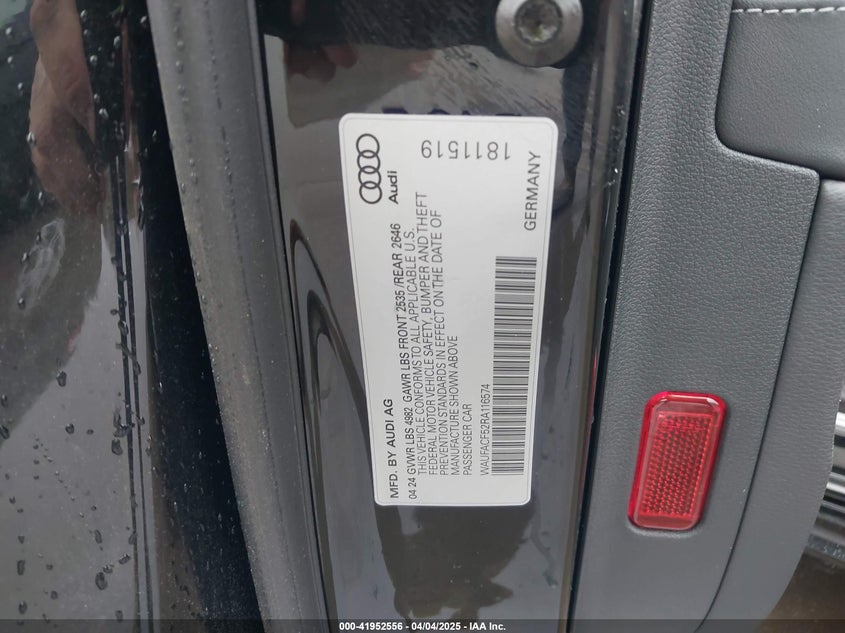 Audi
1811519
MFD. BY AUDI AG
GERMANY
04·24 GVWR LBS 4982 GAWR LBS FRONT 2535 /REAR 2646
THIS VEHICLE CONFORMS TO ALL APPLICABLE U.S.
FEDERAL MOTOR VEHICLE SAFETY, BUMPER AND THEFT
PREVENTION STANDARDS IN EFFECT ON THE DATE OF
MANUFACTURE SHOWN ABOVE
PASSENGER CAR
WAUFACF52RA116574
000-41952556 - 04/04/2025 - IAA Inc.